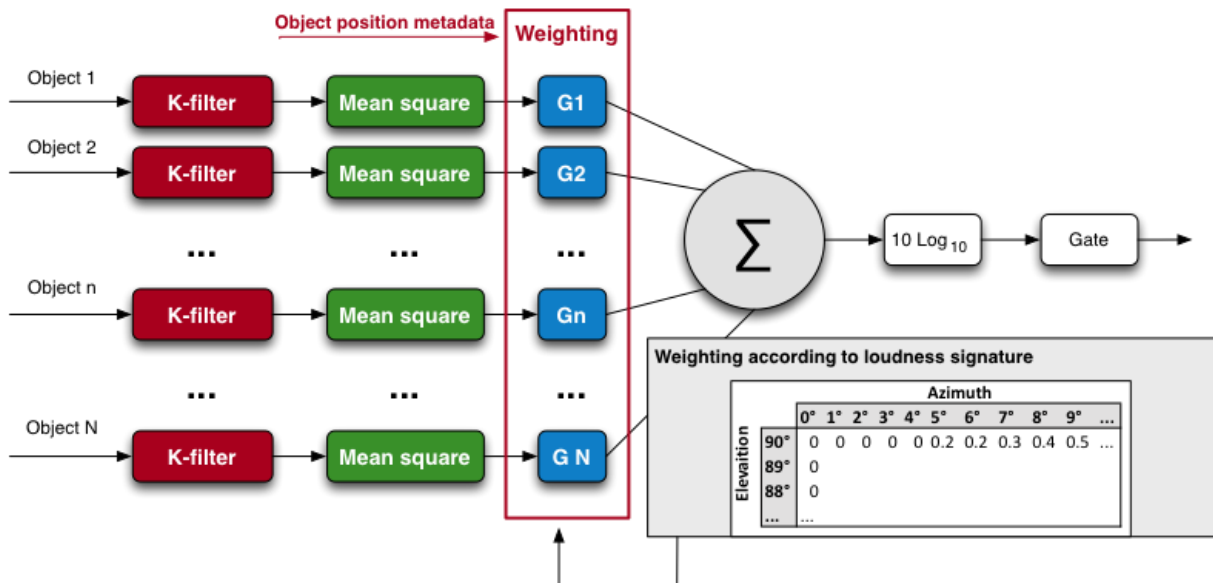 Object position metadata
Weighting
Object 1
K-filter Mean square G1
Object 2
K-filter Mean square G2
... ... ...
∑ 10 Log10 Gate
Object n
K-filter Mean square Gn
... ... ...
Object N
K-filter Mean square G N
Weighting according to loudness signature
Azimuth
0° 1° 2° 3° 4° 5° 6° 7° 8° 9° ...
Elevaition
90° 0 0 0 0 0 0.2 0.2 0.3 0.4 0.5 ...
89° 0
88° 0
... ...